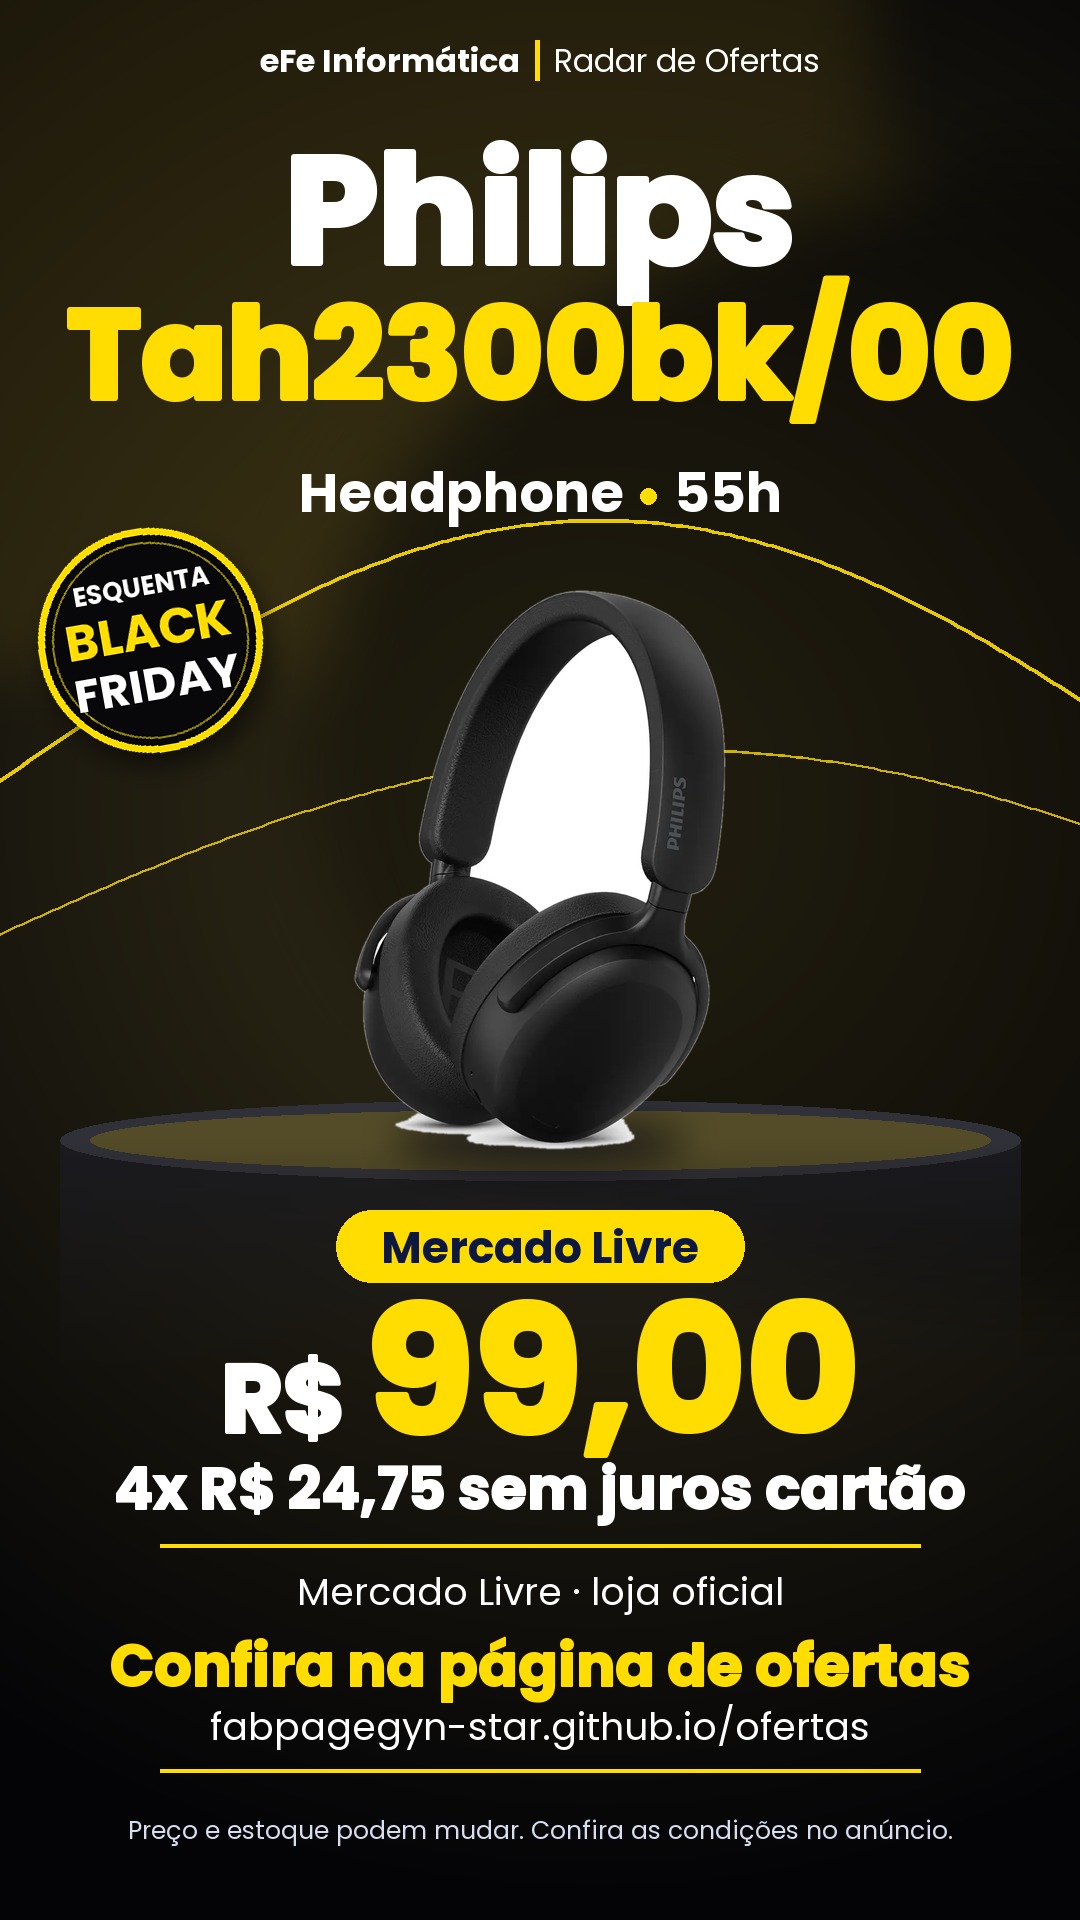 eFe Informática | Radar de Ofertas
Philips
Tah2300bk/00
Headphone • 55h
ESQUENTA
BLACK
FRIDAY
PHILIPS
Mercado Livre
R$ 99,00
4x R$ 24,75 sem juros cartão
Mercado Livre · loja oficial
Confira na página de ofertas
fabpagegyn-star.github.io/ofertas
Preço e estoque podem mudar. Confira as condições no anúncio.